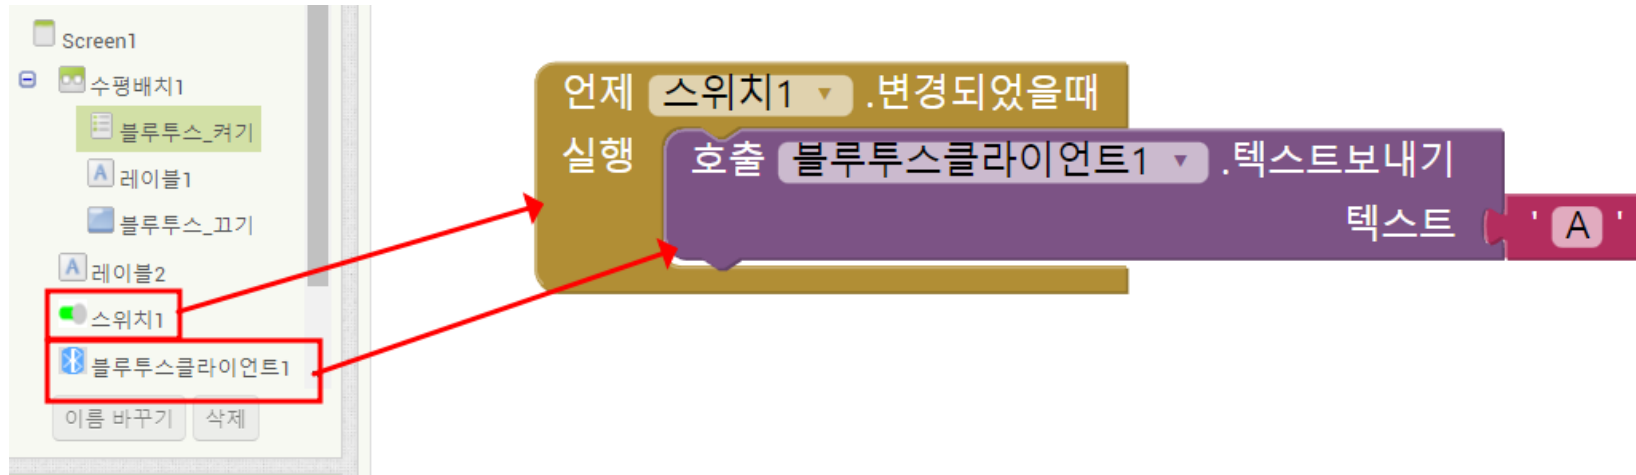 Screen1
수평배치1
블루투스_켜기
레이블1
블루투스_끄기
레이블2
스위치1
블루투스클라이언트1
이름 바꾸기 삭제
언제 스위치1 .변경되었을때
실행 호출 블루투스클라이언트1 .텍스트보내기
텍스트 ' A '